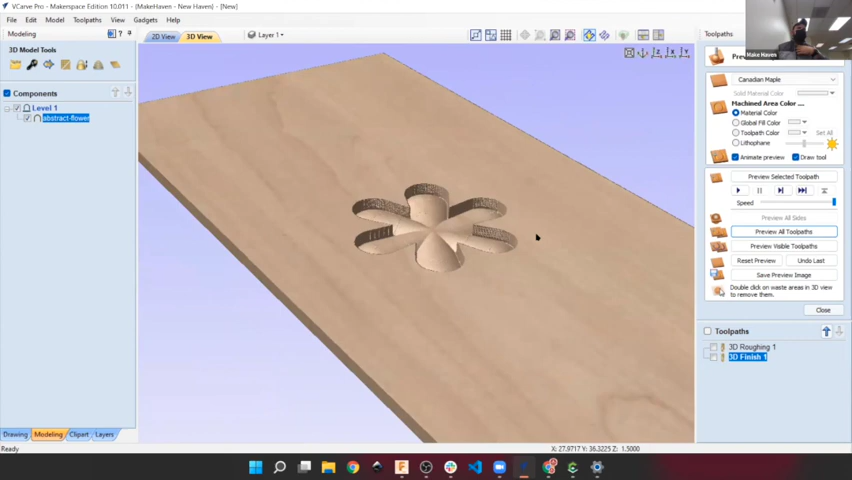 VCarve Pro - Makerspace Edition 10.011 - {MakeHaven - New Haven} - [New]
File Edit Model Toolpaths View Gadgets Help
Modeling
2D View 3D View Layer 1
Toolpaths
Make Haven
3D Model Tools
Components
Level 1
abstract-flower
Canadian Maple
Solid Material Color
Machined Area Color ....
Material Color
Global Fill Color
Toolpath Color Set All
Lithophane
Animate preview Draw tool
Preview Selected Toolpath
Speed
Preview All Sides
Preview All Toolpaths
Preview Visible Toolpaths
Reset Preview Undo Last
Save Preview Image
Double click on waste areas in 3D view
to remove them.
Close
Toolpaths
3D Roughing 1
3D Finish 1
Drawing Modeling Clipart Layers
Ready
X: 27.9717 Y: 36.3225 Z: 1.5000